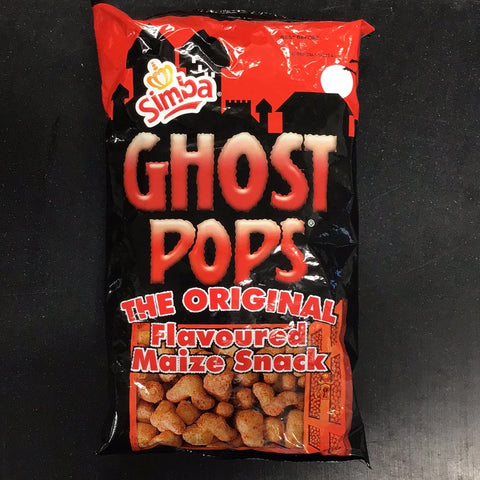 Simba®
GHOST
POPS®
THE ORIGINAL
Flavoured
Maize Snack